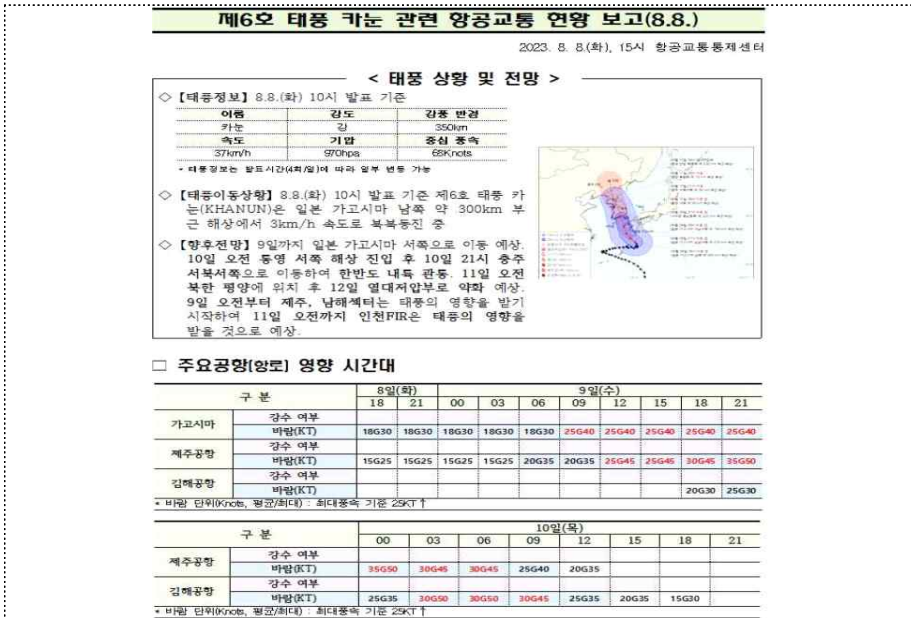 제6호 태풍 카눈 관련 항공교통 현황 보고(8.8.)
2023. 8. 8.(화), 15시 항공교통통제센터
< 태풍 상황 및 전망 >
◇ 【태풍정보】 8.8.(화) 10시 발표 기준
이름 강도 강풍 반경
카눈 강 350km
속도 기압 중심 풍속
37km/h 970hpa 68Knots
* 태풍정보는 발표시간(4회/일)에 따라 일부 변동 가능
◇ 【태풍이동상황】 8.8.(화) 10시 발표 기준 제6호 태풍 카
눈(KHANUN)은 일본 가고시마 남쪽 약 300km 부
근 해상에서 3km/h 속도로 북북동진 중
◇ 【향후전망】 9일까지 일본 가고시마 서쪽으로 이동 예상.
10일 오전 통영 서쪽 해상 진입 후 10일 21시 충주
서북서쪽으로 이동하여 한반도 내륙 관통. 11일 오전
북한 평양에 위치 후 12일 열대저압부로 약화 예상.
9일 오전부터 제주, 남해섹터는 태풍의 영향을 받기
시작하여 11일 오전까지 인천FIR은 태풍의 영향을
받을 것으로 예상.
□ 주요공항[항로] 영향 시간대
구 분 8일(화) 9일(수)
18 21 00 03 06 09 12 15 18 21
가고시마 강수 여부
바람(KT) 18G30 18G30 18G30 18G30 18G30 25G40 25G40 25G40 25G40 25G40
제주공항 강수 여부
바람(KT) 15G25 15G25 15G25 15G25 20G35 20G35 25G45 25G45 30G45 35G50
김해공항 강수 여부
바람(KT) 20G30 25G30
* 바람 단위(Knots, 평균/최대) : 최대풍속 기준 25KT↑
구 분 10일(목)
00 03 06 09 12 15 18 21
제주공항 강수 여부
바람(KT) 35G50 30G45 30G45 25G40 20G35
김해공항 강수 여부
바람(KT) 25G35 30G50 30G50 30G45 25G35 20G35 15G30
* 바람 단위(Knots, 평균/최대) : 최대풍속 기준 25KT↑